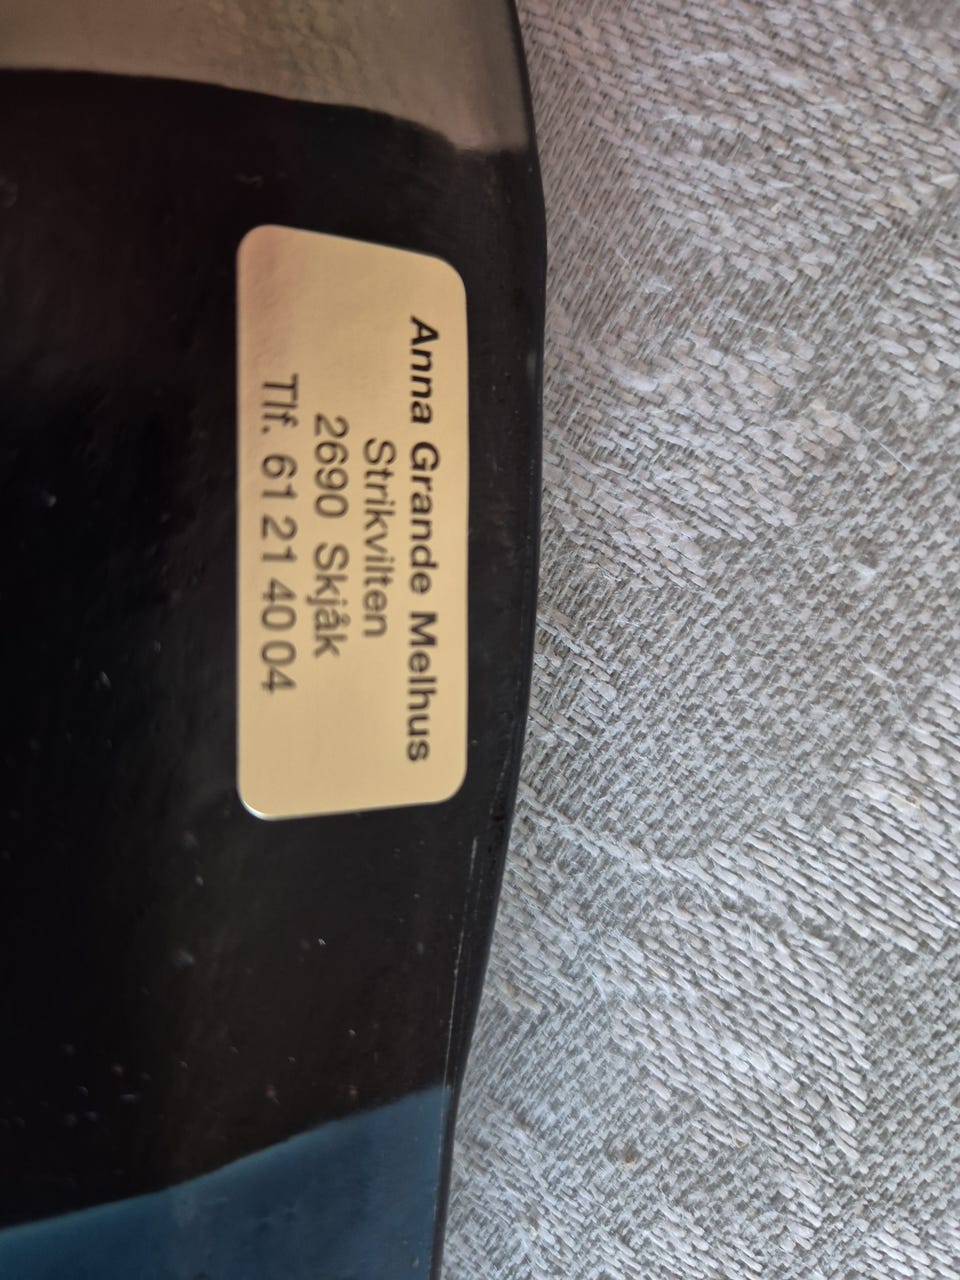 Anna Grande Melhus
Strikvilten
2690 Skjåk
Tlf. 61 21 40 04